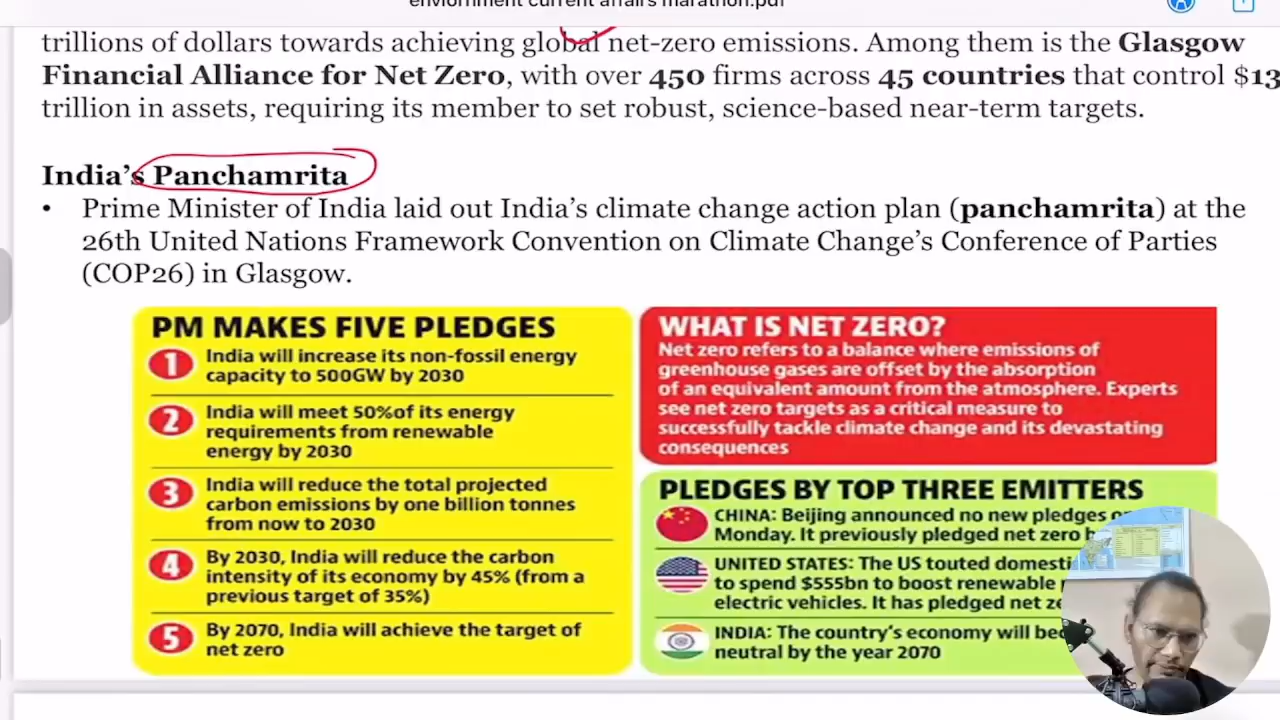 enviornment current affairs marathon.pdf
trillions of dollars towards achieving global net-zero emissions. Among them is the Glasgow
Financial Alliance for Net Zero, with over 450 firms across 45 countries that control $13
trillion in assets, requiring its member to set robust, science-based near-term targets.
India's Panchamrita
• Prime Minister of India laid out India's climate change action plan (panchamrita) at the
26th United Nations Framework Convention on Climate Change's Conference of Parties
(COP26) in Glasgow.
PM MAKES FIVE PLEDGES
1 India will increase its non-fossil energy
capacity to 500GW by 2030
2 India will meet 50%of its energy
requirements from renewable
energy by 2030
3 India will reduce the total projected
carbon emissions by one billion tonnes
from now to 2030
4 By 2030, India will reduce the carbon
intensity of its economy by 45% (from a
previous target of 35%)
5 By 2070, India will achieve the target of
net zero
WHAT IS NET ZERO?
Net zero refers to a balance where emissions of
greenhouse gases are offset by the absorption
of an equivalent amount from the atmosphere. Experts
see net zero targets as a critical measure to
successfully tackle climate change and its devastating
consequences
PLEDGES BY TOP THREE EMITTERS
CHINA: Beijing announced no new pledges
Monday. It previously pledged net zero
UNITED STATES: The US touted
to spend $555bn to boost renewable
electric vehicles. It has pledged net
INDIA: The country's economy will
neutral by the year 2070